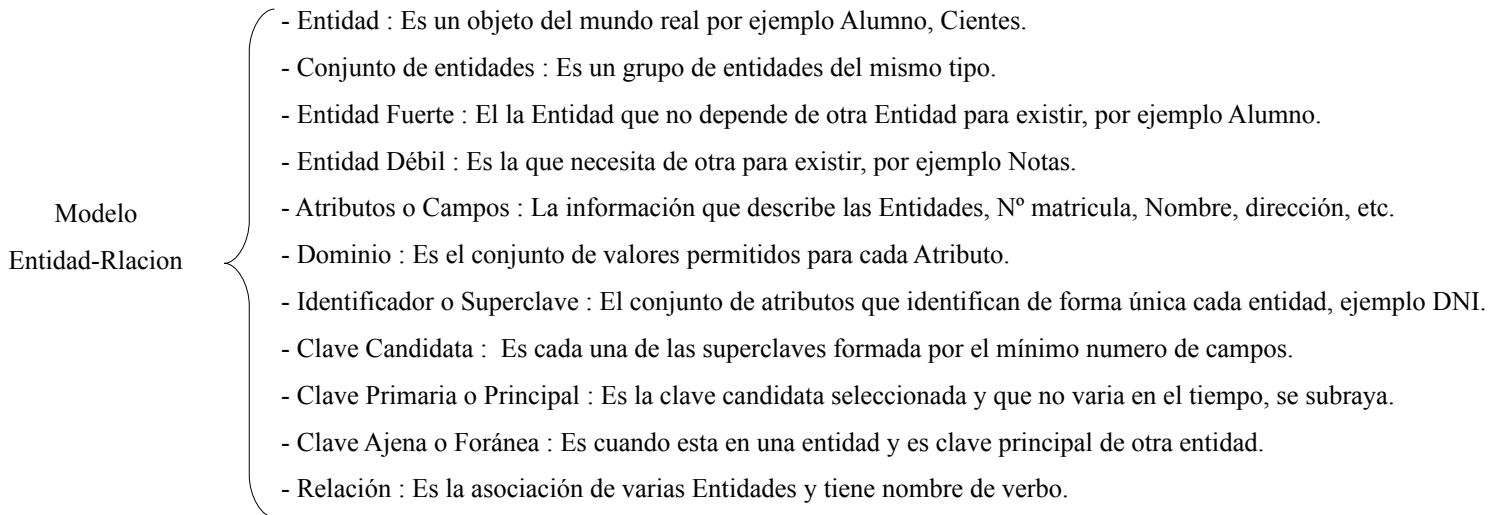 - Entidad : Es un objeto del mundo real por ejemplo Alumno, Cientes.
- Conjunto de entidades : Es un grupo de entidades del mismo tipo.
- Entidad Fuerte : El la Entidad que no depende de otra Entidad para existir, por ejemplo Alumno.
- Entidad Débil : Es la que necesita de otra para existir, por ejemplo Notas.
Modelo
Entidad-Rlacion
- Atributos o Campos : La información que describe las Entidades, Nº matricula, Nombre, dirección, etc.
- Dominio : Es el conjunto de valores permitidos para cada Atributo.
- Identificador o Superclave : El conjunto de atributos que identifican de forma única cada entidad, ejemplo DNI.
- Clave Candidata :  Es cada una de las superclaves formada por el mínimo numero de campos.
- Clave Primaria o Principal : Es la clave candidata seleccionada y que no varia en el tiempo, se subraya.
- Clave Ajena o Foránea : Es cuando esta en una entidad y es clave principal de otra entidad.
- Relación : Es la asociación de varias Entidades y tiene nombre de verbo.